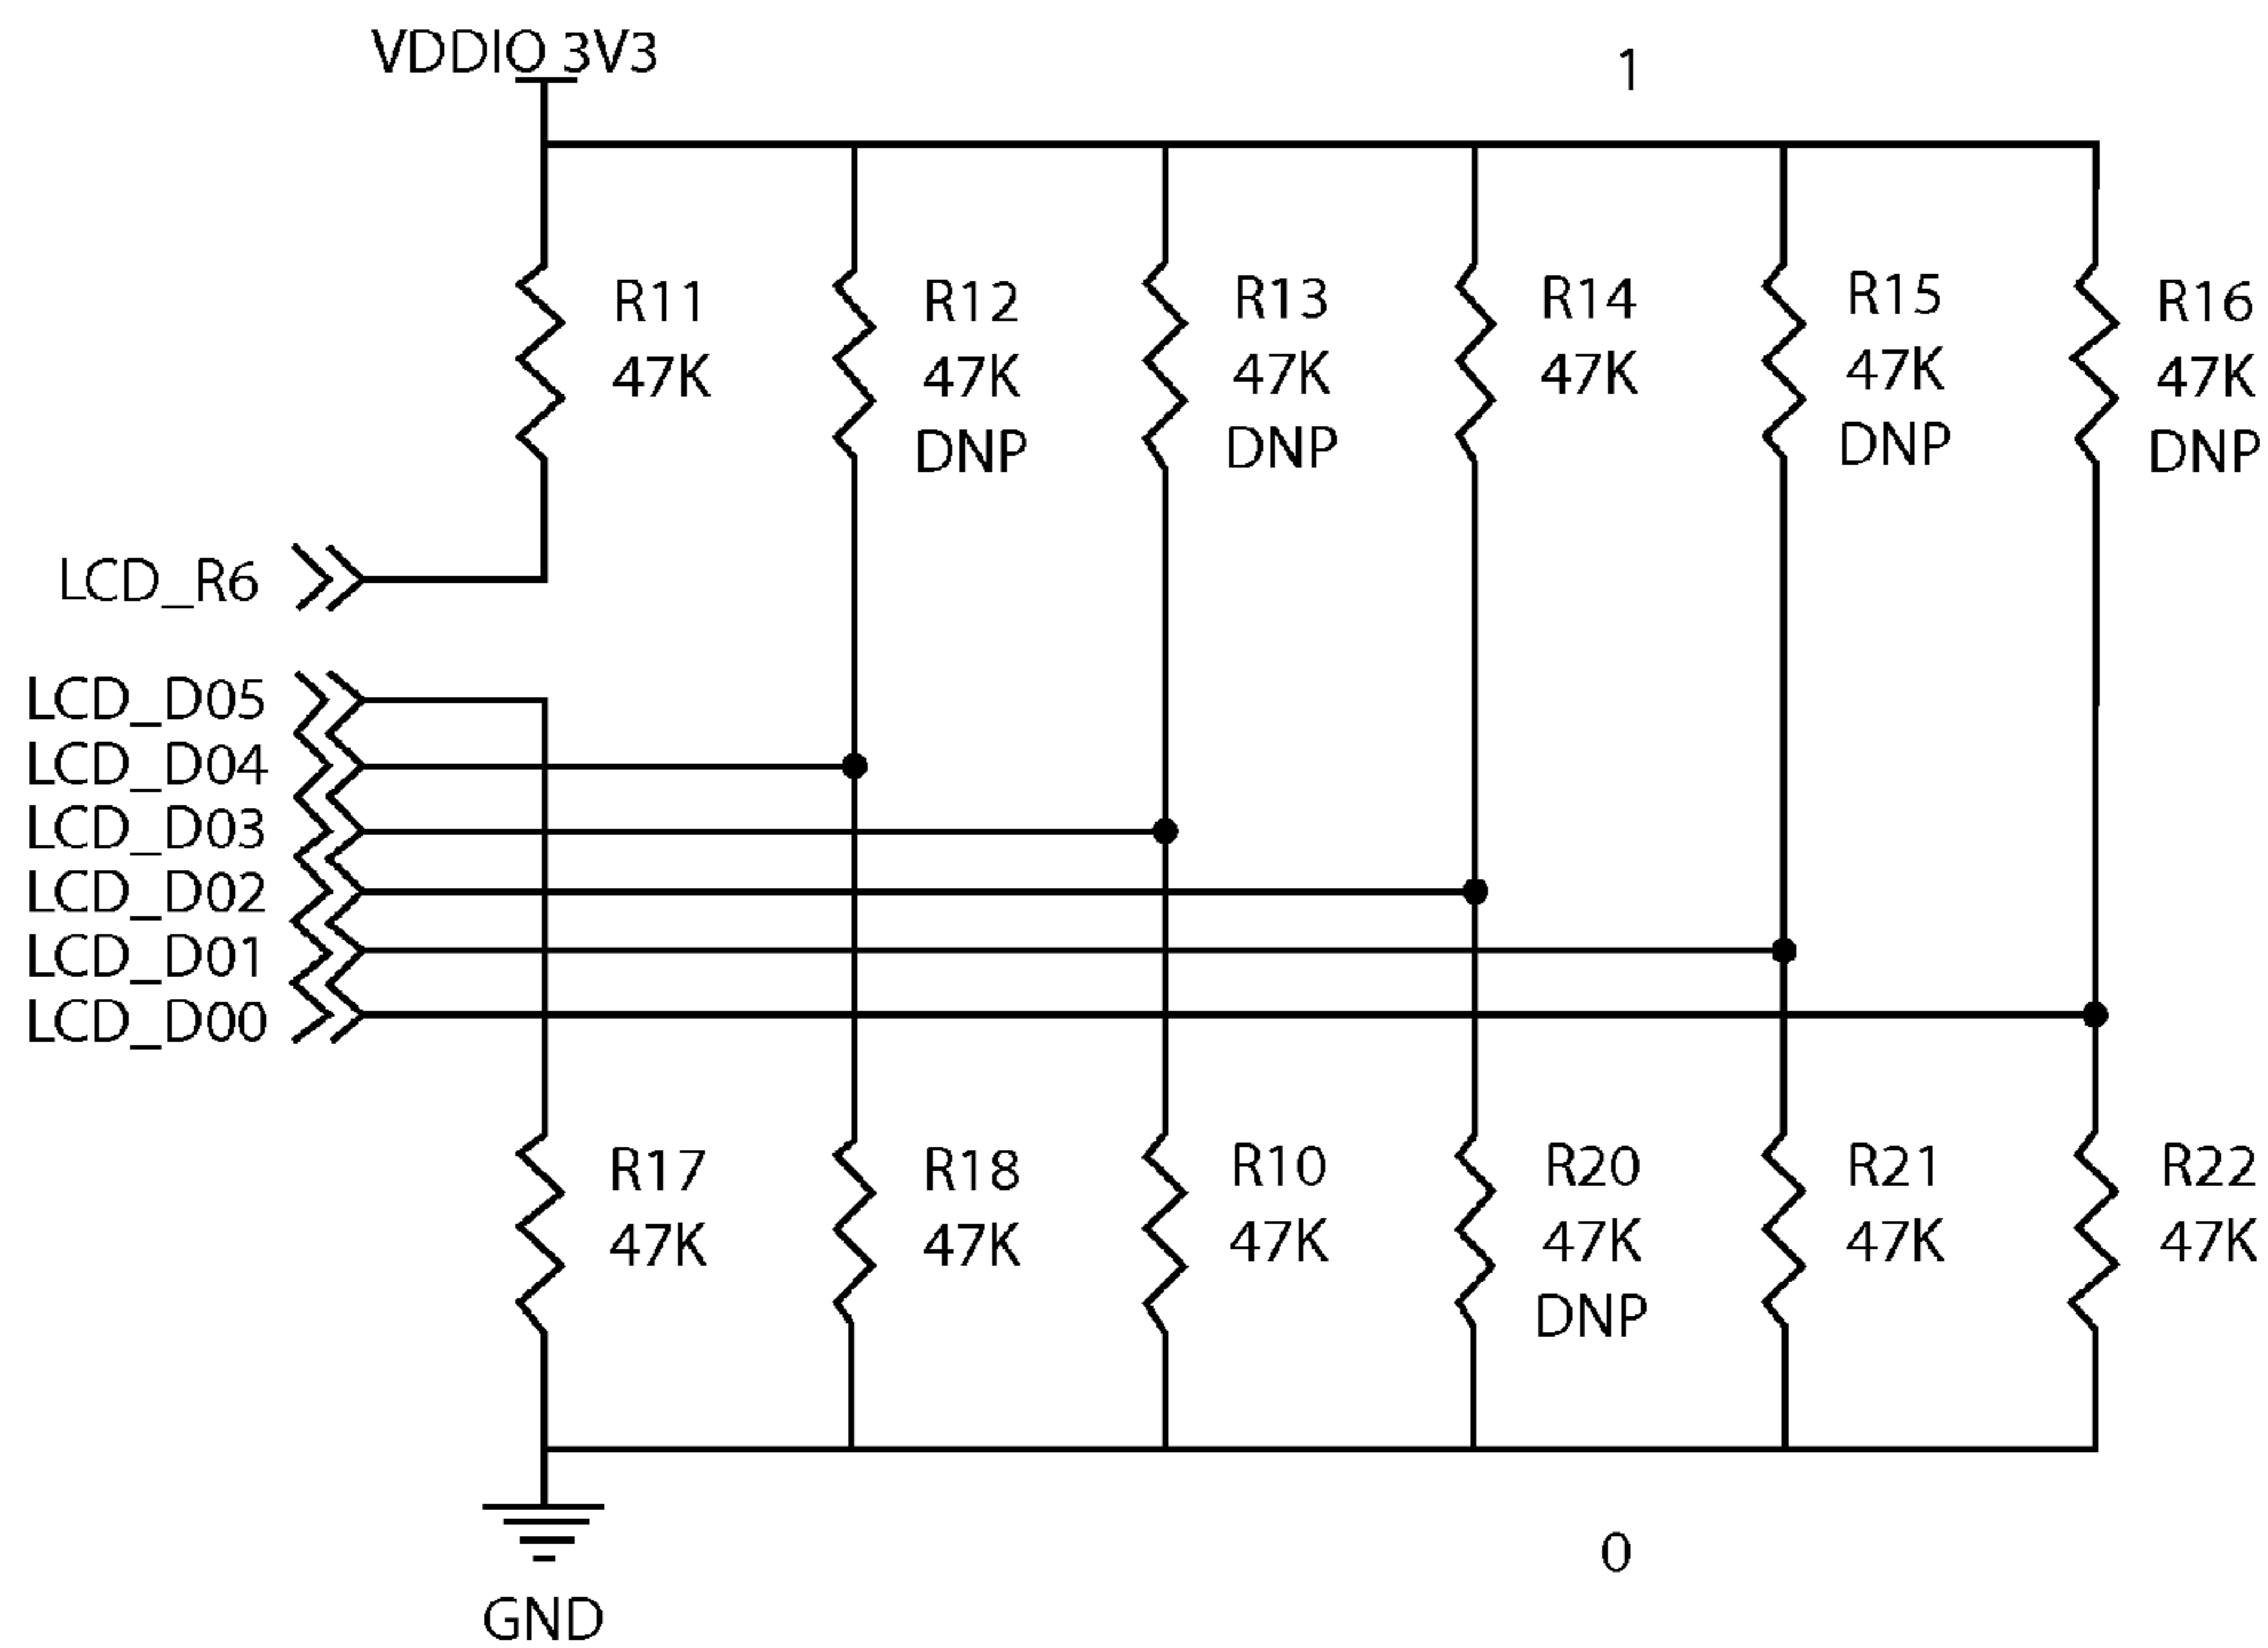 VDDIO 3V3
1
R11
47K
R12
47K
DNP
R13
47K
DNP
R14
47K
R15
47K
DNP
R16
47K
DNP
LCD_R6
LCD_D05
LCD_D04
LCD_D03
LCD_D02
LCD_D01
LCD_D00
R17
47K
R18
47K
R10
47K
R20
47K
DNP
R21
47K
R22
47K
0
GND